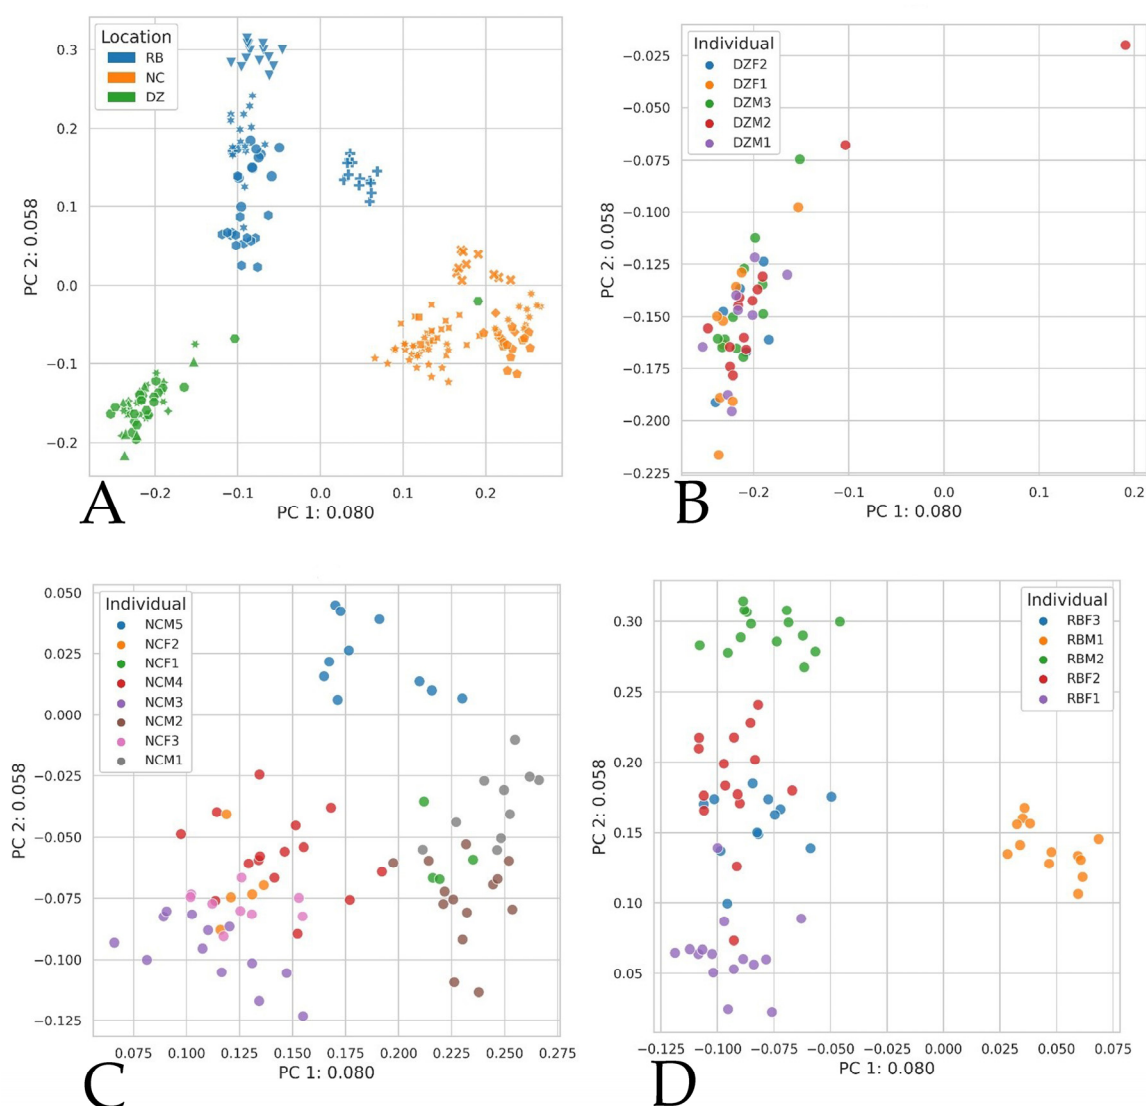 Location
RB
NC
DZ
0.3
0.2
0.1
0.0
−0.1
−0.2
PC 2: 0.058
−0.2
−0.1
0.0
0.1
0.2
PC 1: 0.080
A
Individual
DZF2
DZF1
DZM3
DZM2
DZM1
−0.025
−0.050
−0.075
−0.100
−0.125
−0.150
−0.175
−0.200
−0.225
PC 2: 0.058
−0.2
−0.1
0.0
0.1
0.2
PC 1: 0.080
B
Individual
NCM5
NCF2
NCF1
NCM4
NCM3
NCM2
NCF3
NCM1
0.050
0.025
0.000
−0.025
−0.050
−0.075
−0.100
−0.125
PC 2: 0.058
0.075
0.100
0.125
0.150
0.175
0.200
0.225
0.250
0.275
PC 1: 0.080
C
Individual
RBF3
RBM1
RBM2
RBF2
RBF1
0.30
0.25
0.20
0.15
0.10
0.05
PC 2: 0.058
−0.125
−0.100
−0.075
−0.050
−0.025
0.000
0.025
0.050
0.075
PC 1: 0.080
D